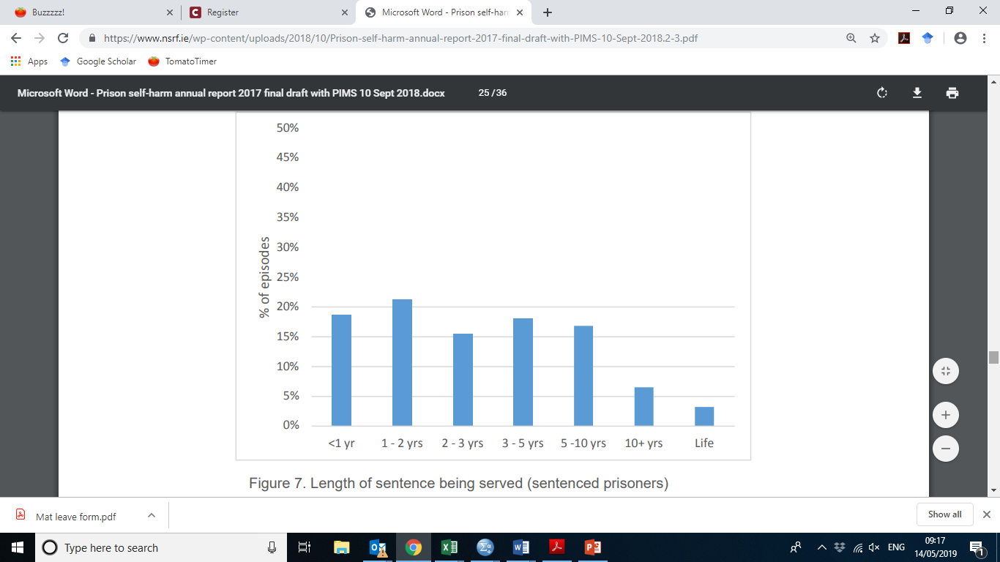 Buzzzzz!
Register
Microsoft Word - Prison self-har
https://www.nsrf.ie/wp-content/uploads/2018/10/Prison-self-harm-annual-report-2017-final-draft-with-PIMS-10-Sept-2018.2-3.pdf
Apps Google Scholar TomatoTimer
Microsoft Word - Prison self-harm annual report 2017 final draft with PIMS 10 Sept 2018.docx 25 / 36
50%
45%
40%
35%
30%
25%
20%
15%
10%
5%
0%
% of episodes
<1 yr 1 - 2 yrs 2 - 3 yrs 3 - 5 yrs 5 -10 yrs 10+ yrs Life
Figure 7. Length of sentence being served (sentenced prisoners)
Mat leave form.pdf
Show all
Type here to search
ENG
09:17
14/05/2019
1